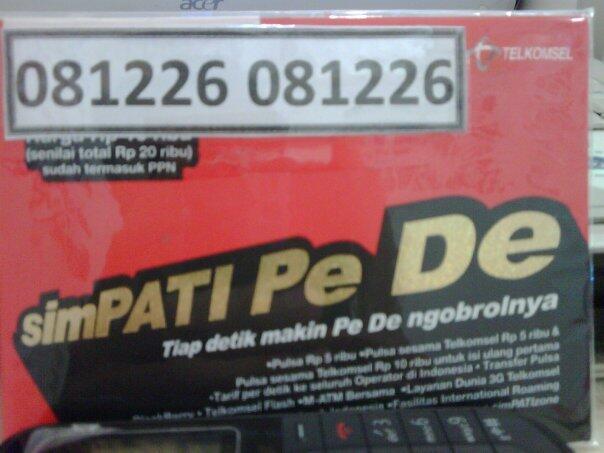 acer
081226 081226
TELKOMSEL
(senilai total Rp 20 ribu)
sudah termasuk PPN
simPATI Pe De
Tiap detik makin Pe De ngobrolnya
•Pulsa Rp 5 ribu •Pulsa sesama Telkomsel Rp 5 ribu &
Pulsa sesama Telkomsel Rp 10 ribu untuk isi ulang pertama
•Tarif per detik ke seluruh Operator di Indonesia • Transfer Pulsa
BlackBerry • Telkomsel Flash •M-ATM Bersama •Layanan Dunia 3G Telkomsel
Indonesia •Fasilitas International Roaming
simPATIzone